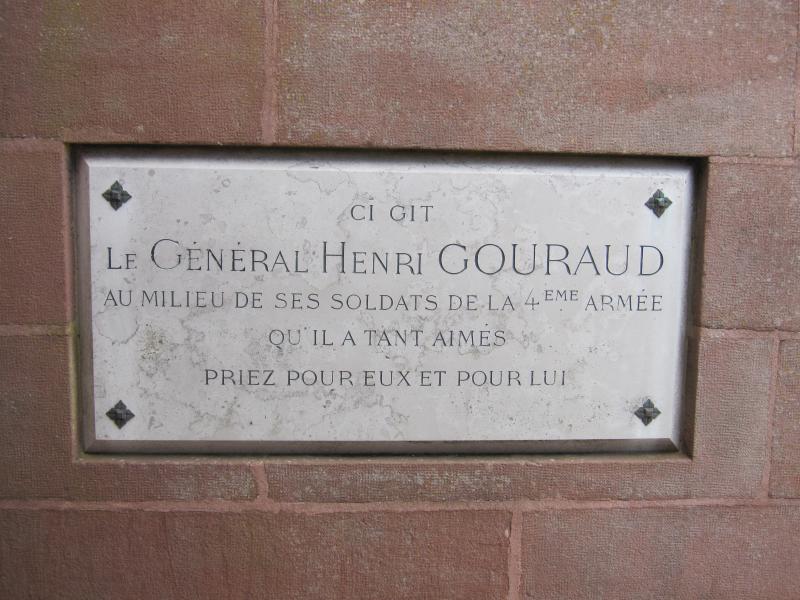 CI GIT
LE GÉNÉRAL HENRI GOURAUD
AU MILIEU DE SES SOLDATS DE LA 4EME ARMÉE
QU'IL A TANT AIMÉS
PRIEZ POUR EUX ET POUR LUI